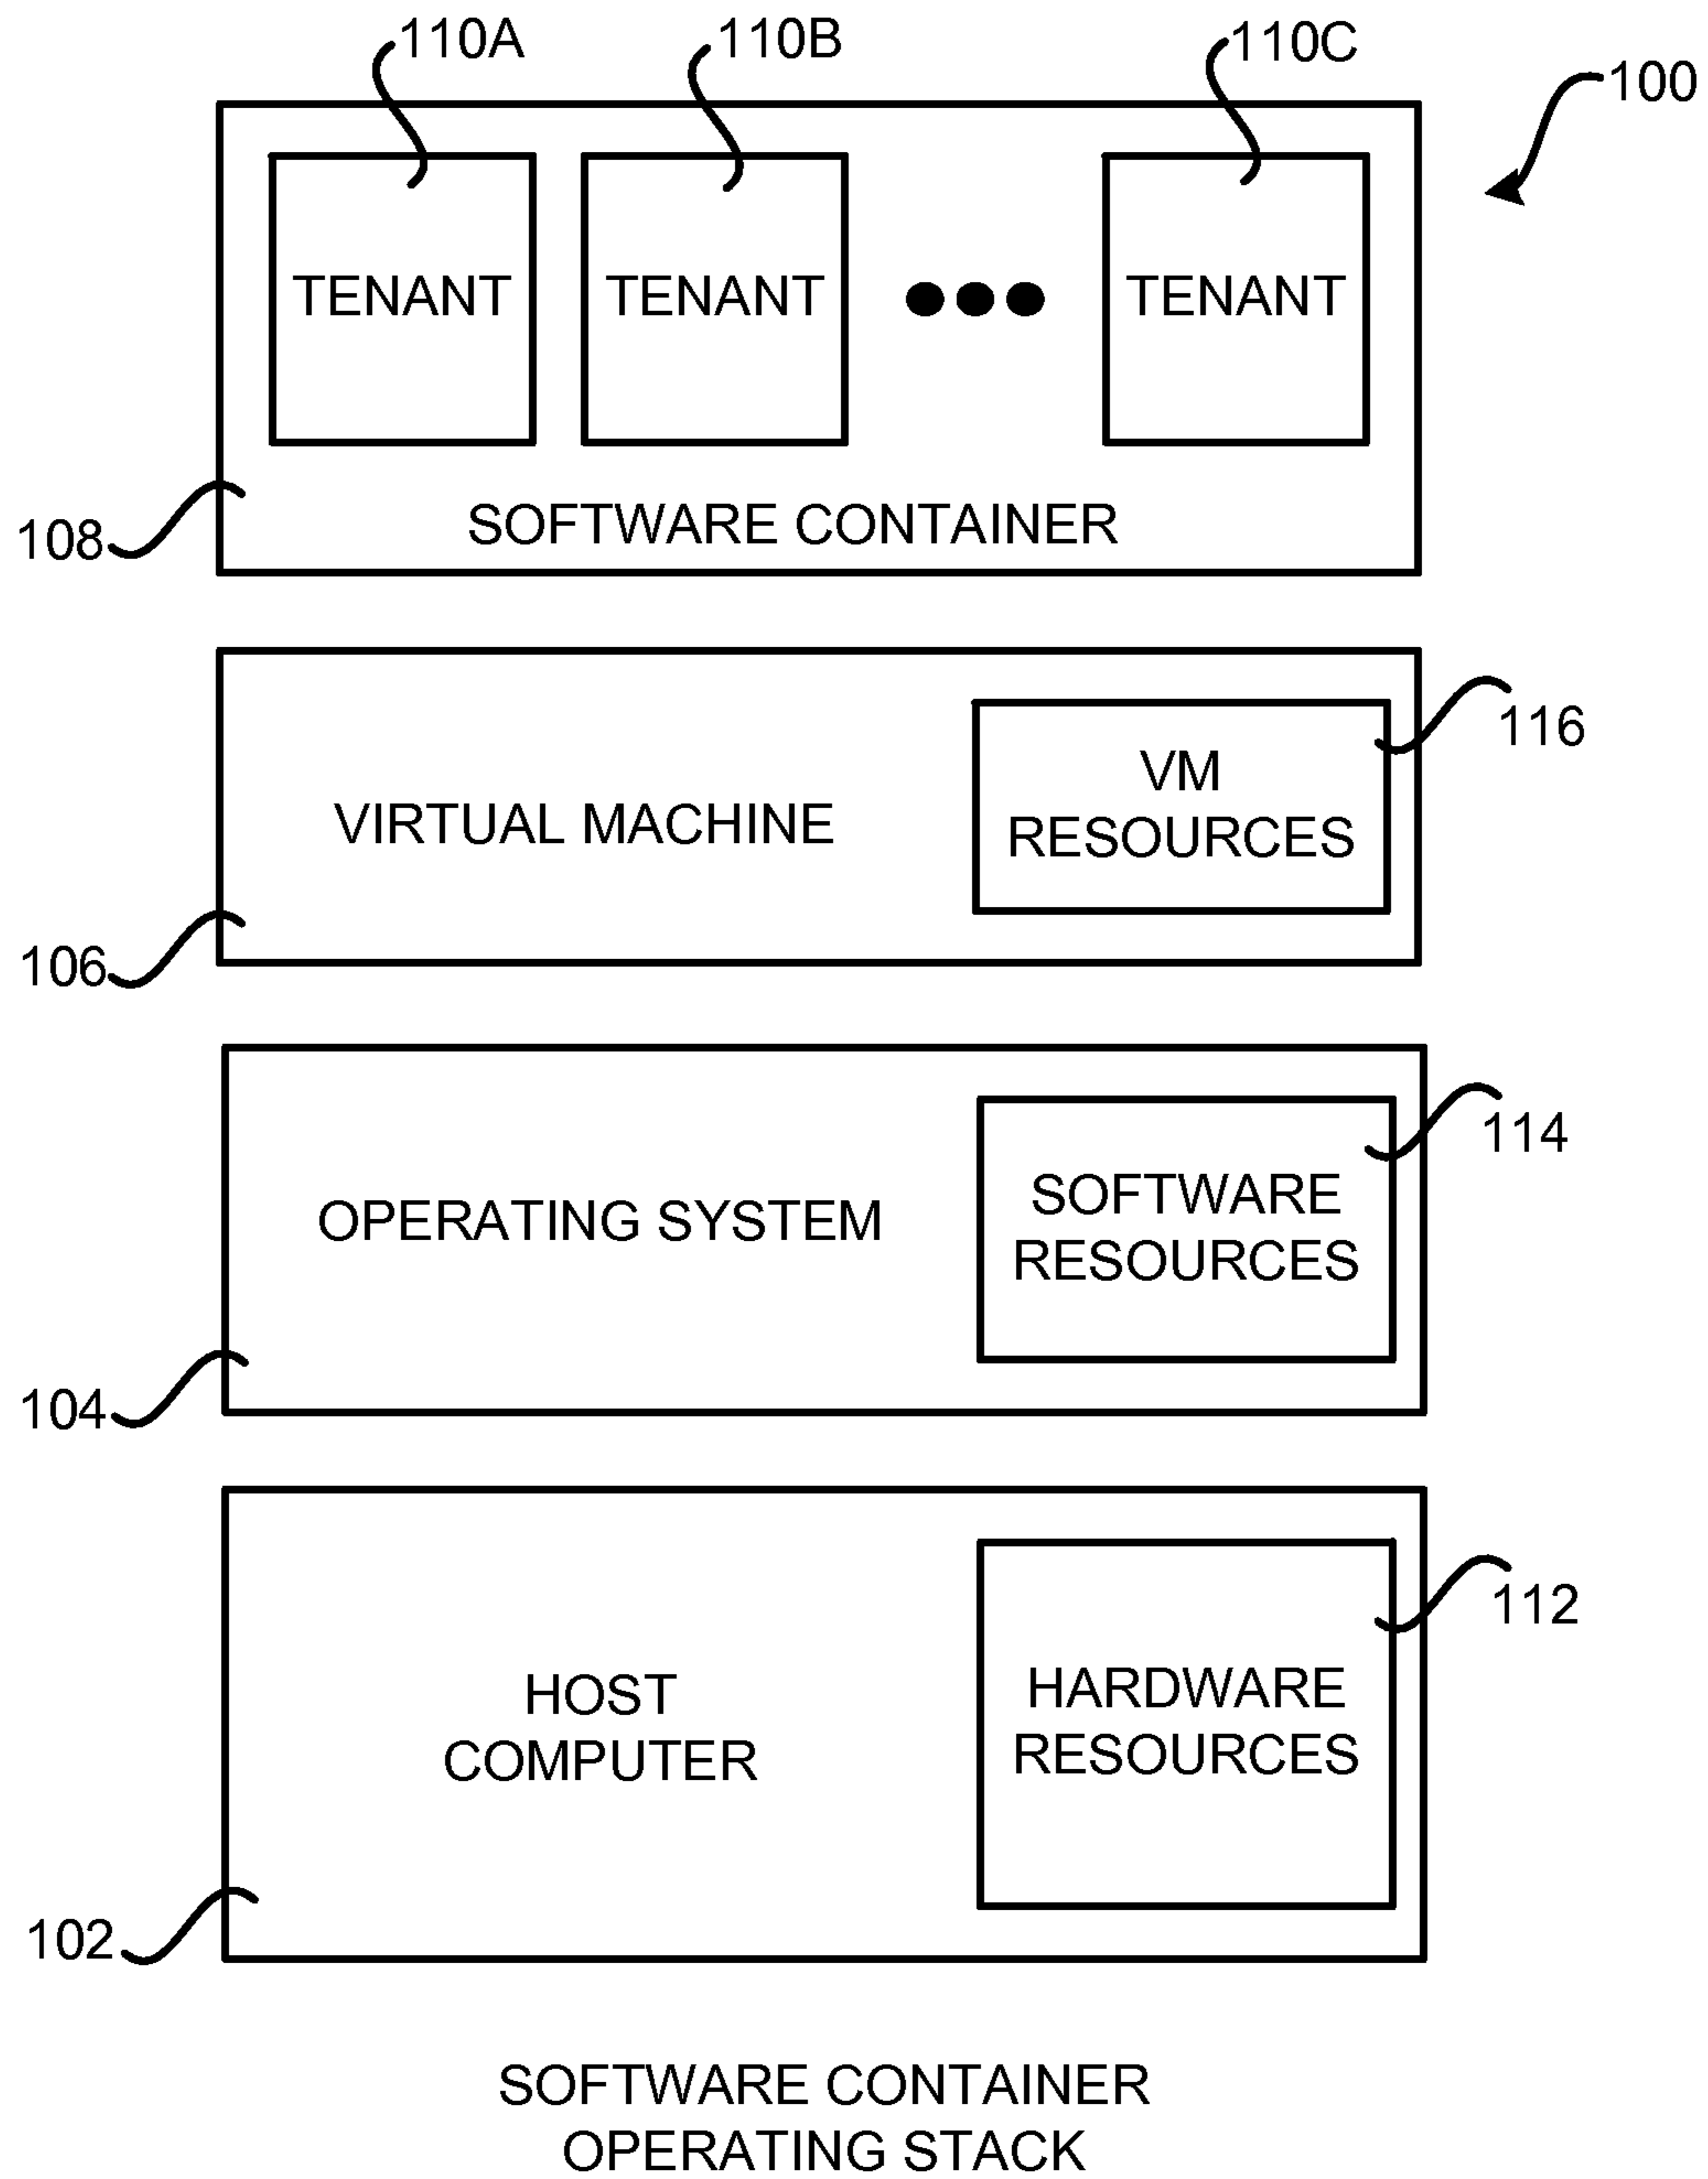 110A 110B 110C
100
TENANT TENANT TENANT
SOFTWARE CONTAINER
108
116
VM
RESOURCES
VIRTUAL MACHINE
106
114
SOFTWARE
RESOURCES
OPERATING SYSTEM
104
112
HARDWARE
RESOURCES
HOST
COMPUTER
102
SOFTWARE CONTAINER
OPERATING STACK